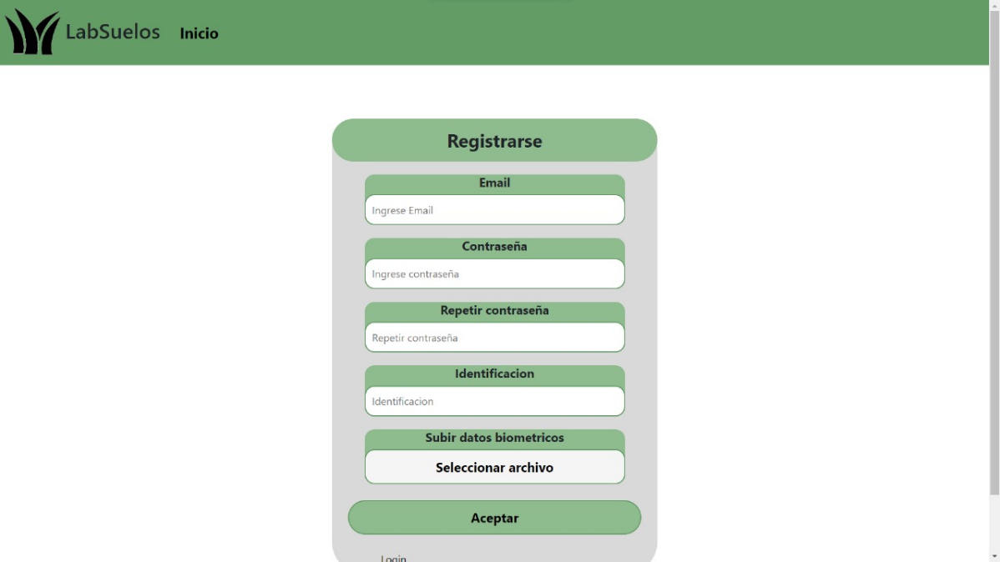 LabSuelos Inicio
Registrarse
Email
Ingrese Email
Contraseña
Ingrese contraseña
Repetir contraseña
Repetir contraseña
Identificacion
Identificacion
Subir datos biometricos
Seleccionar archivo
Aceptar
Login